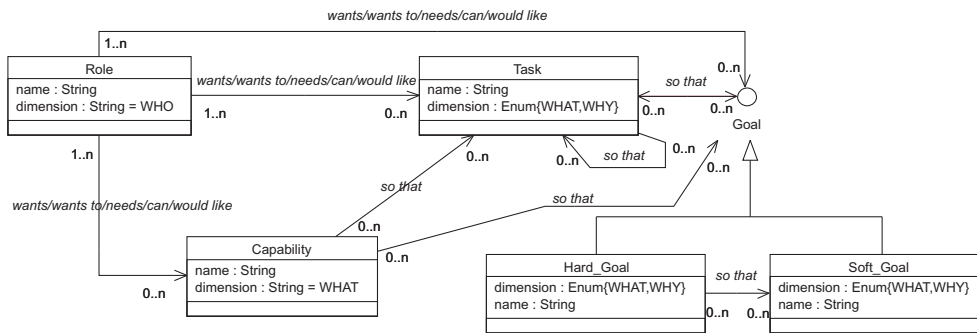 wants/wants to/needs/can/would like
1..n
0..n
Role
name : String
dimension : String = WHO
wants/wants to/needs/can/would like
1..n
0..n
Task
name : String
dimension : Enum{WHAT,WHY}
so that
0..n
0..n
Goal
1..n
0..n
so that
0..n
0..n
so that
0..n
so that
wants/wants to/needs/can/would like
0..n
0..n
0..n
Capability
name : String
dimension : String = WHAT
Hard_Goal
dimension : Enum{WHAT,WHY}
name : String
so that
0..n
0..n
Soft_Goal
dimension : Enum{WHAT,WHY}
name : String